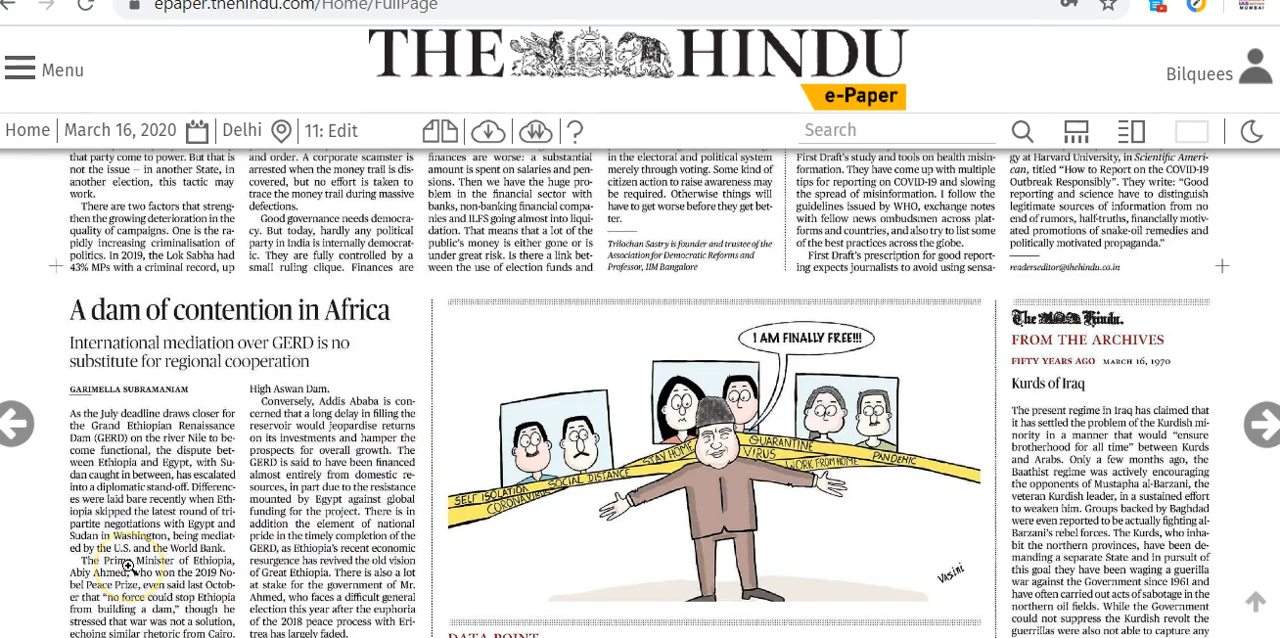 epaper.thehindu.com/Home/FullPage
THE HINDU
e-Paper
Menu
Bilquees
Home | March 16, 2020 Delhi 11: Edit
Search
that party come to power. But that is
not the issue – in another State, in
another election, this tactic may
work.
There are two factors that streng-
then the growing deterioration in the
quality of campaigns. One is the ra-
pidly increasing criminalisation of
politics. In 2019, the Lok Sabha had
43% MPs with a criminal record, up
and order. A corporate scamster is
arrested when the money trail is dis-
covered, but no effort is taken to
trace the money trail during massive
defections.
Good governance needs democra-
cy. But today, hardly any political
party in India is internally democrat-
ic. They are fully controlled by a
small ruling clique. Finances are
finances are worse: a substantial
amount is spent on salaries and pen-
sions. Then we have the huge pro-
blem in the financial sector with
banks, non-banking financial compa-
nies and ILFS going almost into liqui-
dation. That means that a lot of the
public's money is either gone or is
under great risk. Is there a link bet-
ween the use of election funds and
in the electoral and political system
merely through voting. Some kind of
citizen action to raise awareness may
be required. Otherwise things will
have to get worse before they get bet-
ter.
Trilochan Sastry is founder and trustee of the
Association for Democratic Reforms and
Professor, IIM Bangalore
First Draft's study and tools on health misin-
formation. They have come up with multiple
tips for reporting on COVID-19 and slowing
the spread of misinformation. I follow the
guidelines issued by WHO, exchange notes
with fellow news ombudsmen across plat-
forms and countries, and also try to list some
of the best practices across the globe.
First Draft's prescription for good report-
ing expects journalists to avoid using sensa-
gy at Harvard University, in Scientific Ameri-
can, titled "How to Report on the COVID-19
Outbreak Responsibly". They write: "Good
reporting and science have to distinguish
legitimate sources of information from no
end of rumors, half-truths, financially motiv-
ated promotions of snake-oil remedies and
politically motivated propaganda."
readerseditor@thehindu.co.in
A dam of contention in Africa
International mediation over GERD is no
substitute for regional cooperation
GARIMELLA SUBRAMANIAM
As the July deadline draws closer for
the Grand Ethiopian Renaissance
Dam (GERD) on the river Nile to be-
come functional, the dispute bet-
ween Ethiopia and Egypt, with Su-
dan caught in between, has escalated
into a diplomatic stand-off. Differenc-
es were laid bare recently when Eth-
iopia skipped the latest round of tri-
partite negotiations with Egypt and
Sudan in Washington, being mediat-
ed by the U.S. and the World Bank.
The Prime Minister of Ethiopia,
Abiy Ahmed, who won the 2019 No-
bel Peace Prize, even said last Octob-
er that "no force could stop Ethiopia
from building a dam," though he
stressed that war was not a solution,
echoing similar rhetoric from Cairo.
High Aswan Dam.
Conversely, Addis Ababa is con-
cerned that a long delay in filling the
reservoir would jeopardise returns
on its investments and hamper the
prospects for overall growth. The
GERD is said to have been financed
almost entirely from domestic re-
sources, in part due to the resistance
mounted by Egypt against global
funding for the project. There is in
addition the element of national
pride in the timely completion of the
GERD, as Ethiopia's recent economic
resurgence has revived the old vision
of Great Ethiopia. There is also a lot
at stake for the government of Mr.
Ahmed, who faces a difficult general
election this year after the euphoria
of the 2018 peace process with Eri-
trea has largely faded.
I AM FINALLY FREE!!!
SELF ISOLATION
CORONAVIRUS
SOCIAL DISTANCE
STAY HOME
QUARANTINE
VIRUS
WORK FROM HOME
PANDEMIC
Vasini
DATA POINT
The Hindu.
FROM THE ARCHIVES
FIFTY YEARS AGO MARCH 16, 1970
Kurds of Iraq
The present regime in Iraq has claimed that
it has settled the problem of the Kurdish mi-
nority in a manner that would "ensure
brotherhood for all time" between Kurds
and Arabs. Only a few months ago, the
Baathist regime was actively encouraging
the opponents of Mustapha al-Barzani, the
veteran Kurdish leader, in a sustained effort
to weaken him. Groups backed by Baghdad
were even reported to be actually fighting al-
Barzani's rebel forces. The Kurds, who inha-
bit the northern provinces, have been de-
manding a separate State and in pursuit of
this goal they have been waging a guerilla
war against the Government since 1961 and
have often carried out acts of sabotage in the
northern oil fields. While the Government
could not suppress the Kurdish revolt the
guerrillas were also not able to capture any